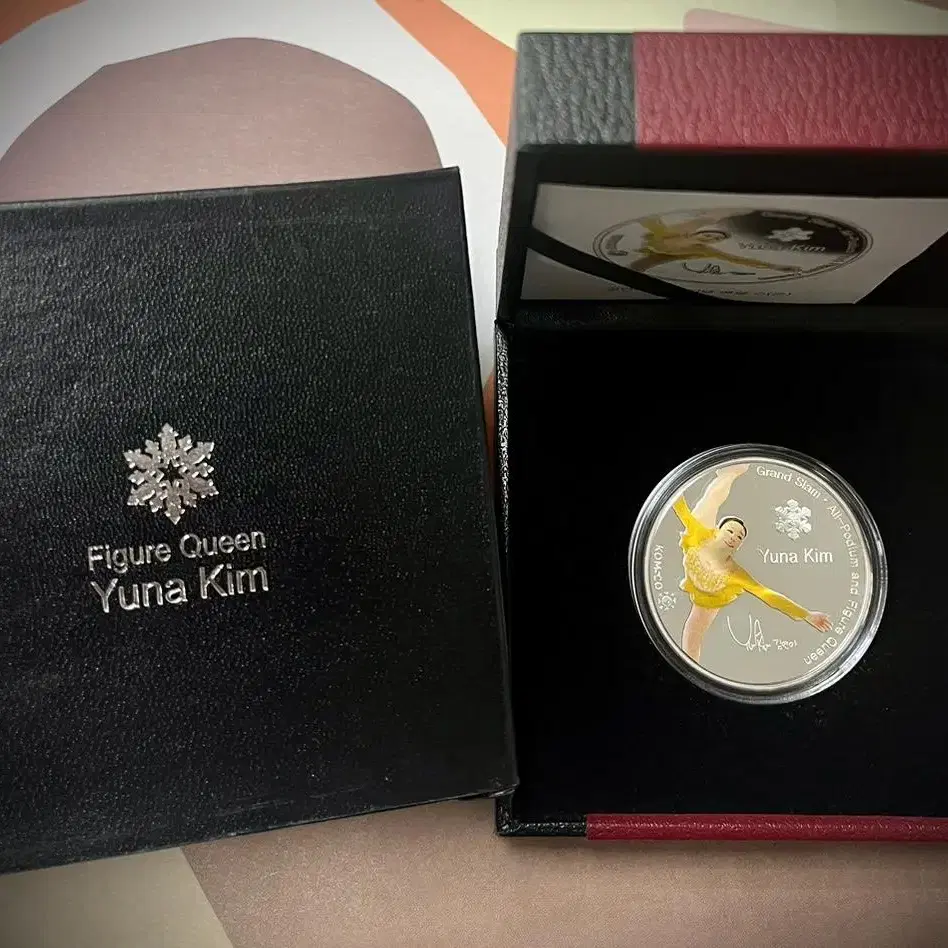 Figure Queen
Yuna Kim
Grand Slam · All-Podium and Figure Queen
Yuna Kim
KOMSCO
Yuna Kim